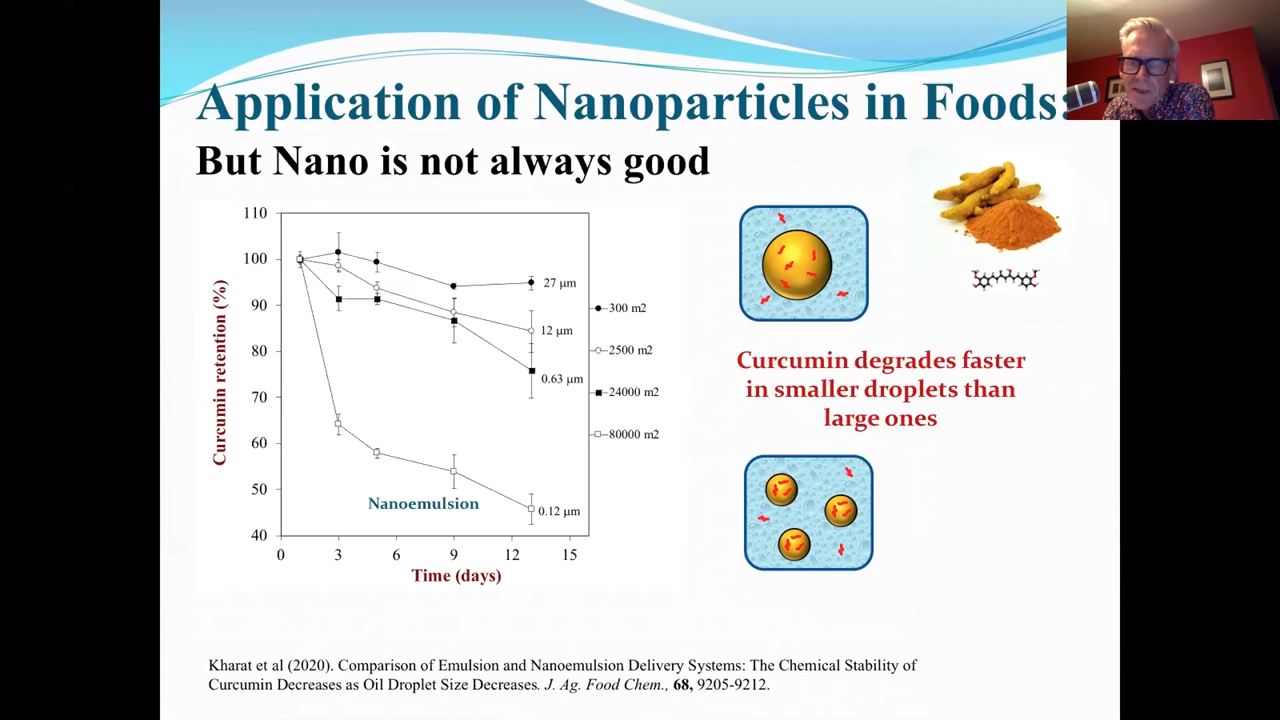 Application of Nanoparticles in Foods:
But Nano is not always good
110
100
90
80
70
60
50
40
Curcumin retention (%)
27 μm
12 μm
0.63 μm
0.12 μm
Nanoemulsion
300 m2
2500 m2
24000 m2
80000 m2
0 3 6 9 12 15
Time (days)
Curcumin degrades faster
in smaller droplets than
large ones
Kharat et al (2020). Comparison of Emulsion and Nanoemulsion Delivery Systems: The Chemical Stability of
Curcumin Decreases as Oil Droplet Size Decreases. J. Ag. Food Chem., 68, 9205-9212.